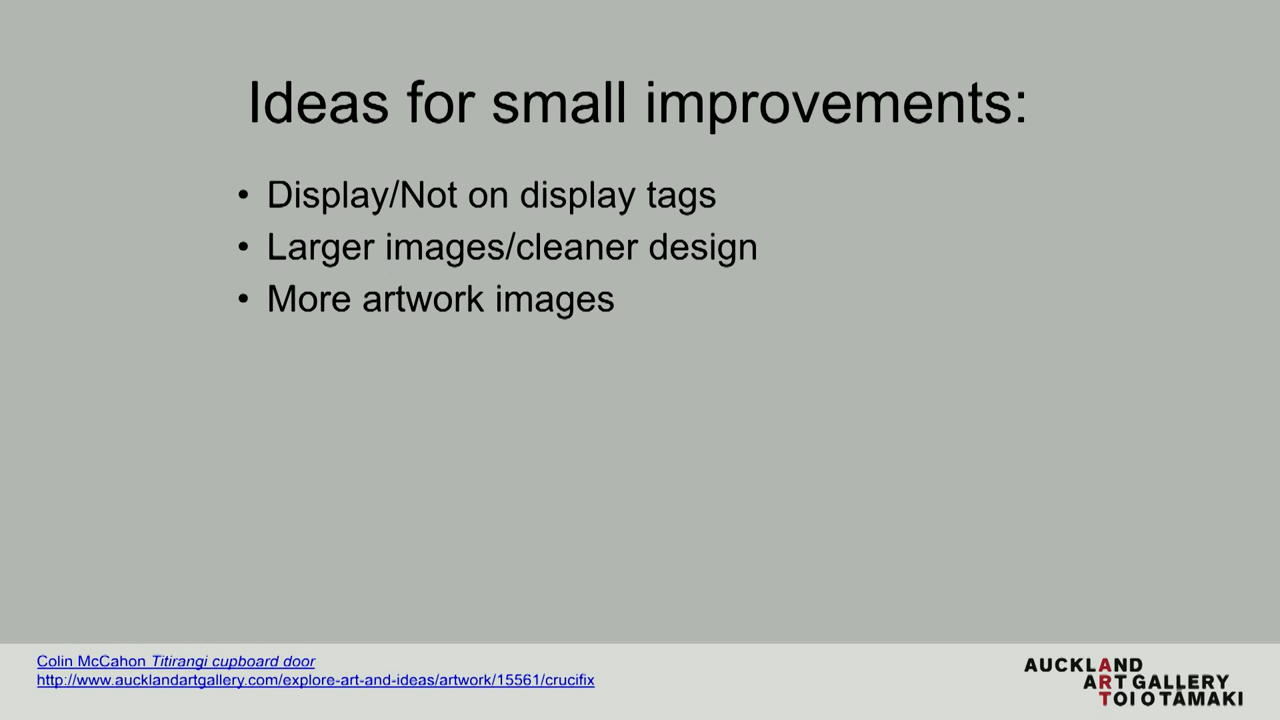 Ideas for small improvements:
• Display/Not on display tags
• Larger images/cleaner design
• More artwork images
Colin McCahon Titirangi cupboard door
http://www.aucklandartgallery.com/explore-art-and-ideas/artwork/15561/crucifix
AUCKLAND
ART GALLERY
TOI O TAMAKI